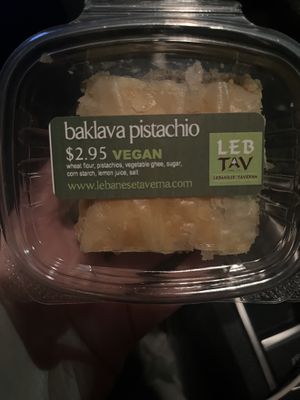 baklava pistachio
$2.95 VEGAN
wheat flour, pistachios, vegetable ghee, sugar,
corn starch, lemon juice, salt
www.lebanesetaverna.com
LEB
TAV
LEBANESE TAVERNA